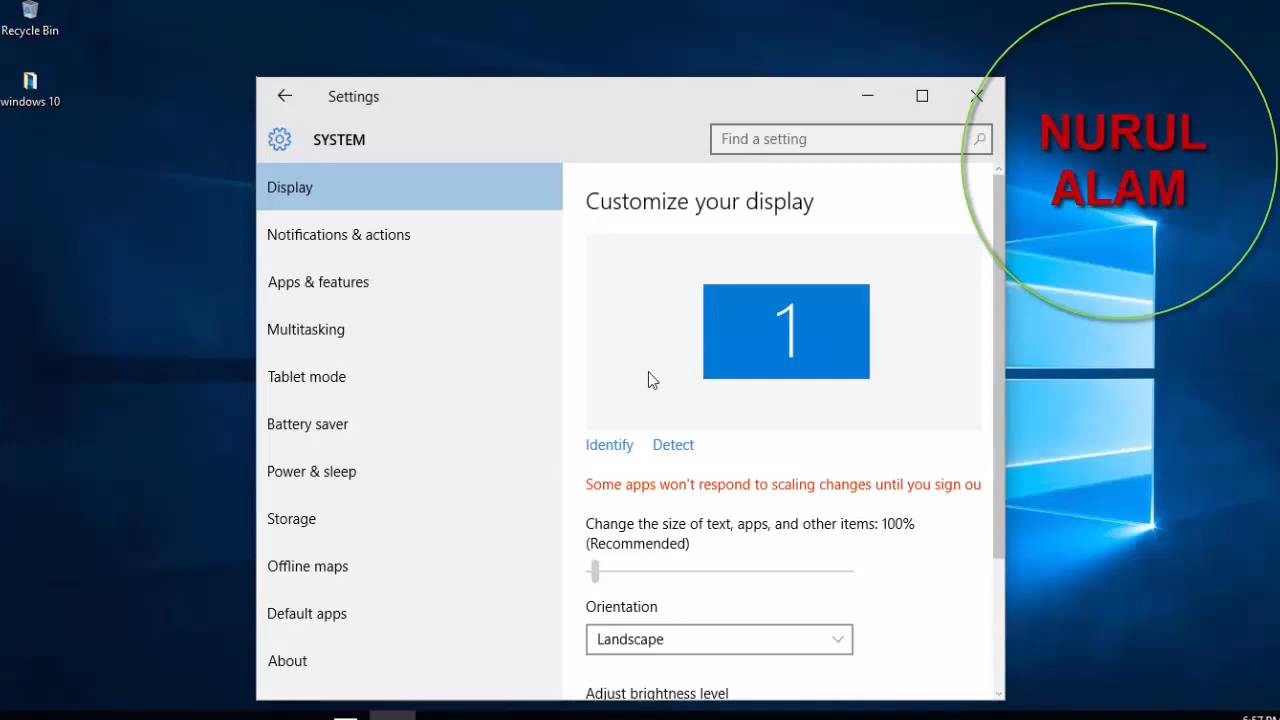 Recycle Bin
windows 10
Settings
SYSTEM
Find a setting
Display
Notifications & actions
Apps & features
Multitasking
Tablet mode
Battery saver
Power & sleep
Storage
Offline maps
Default apps
About
Customize your display
1
Identify Detect
Some apps won't respond to scaling changes until you sign ou
Change the size of text, apps, and other items: 100%
(Recommended)
Orientation
Landscape
Adjust brightness level
NURUL
ALAM